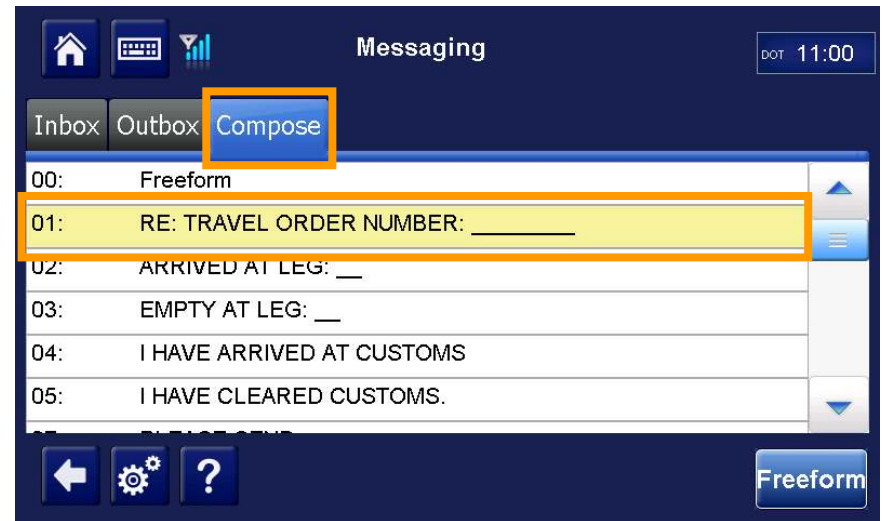 Messaging
DOT 11:00
Inbox Outbox Compose
00: Freeform
01: RE: TRAVEL ORDER NUMBER: ________
02: ARRIVED AT LEG: __
03: EMPTY AT LEG: __
04: I HAVE ARRIVED AT CUSTOMS
05: I HAVE CLEARED CUSTOMS.
?
Freeform